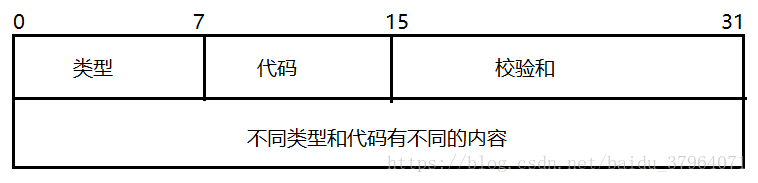 0 7 15 31
类型 代码 校验和
不同类型和代码有不同的内容
https://blog.csdn.net/baidu_37964071